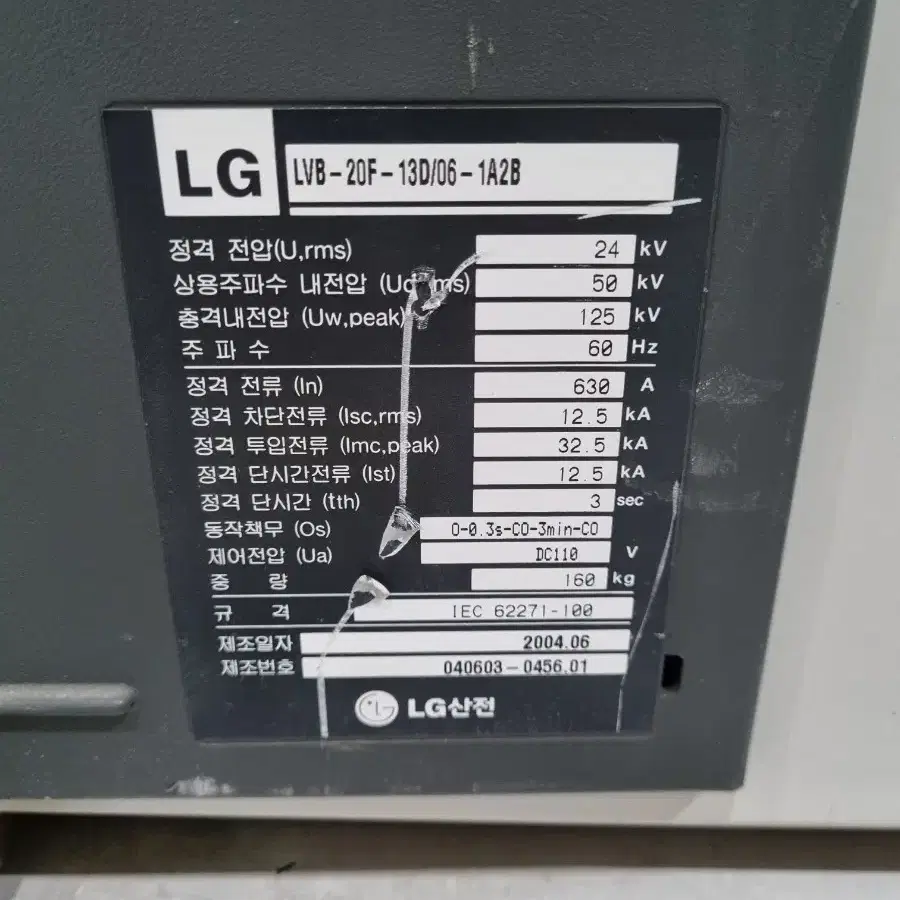 LG LVB-20F-13D/06-1A2B
정격 전압(U,rms) 24 kV
상용주파수 내전압 50 kV
충격내전압 (Uw,peak) 125 kV
주 파 수 60 Hz
정격 전류 (In) 630 A
정격 차단전류 (Isc,rms) 12.5 kA
정격 투입전류 (Imc,peak) 32.5 kA
정격 단시간전류 (Ist) 12.5 kA
정격 단시간 (tth) 3 sec
동작책무 (Os) O-0.3s-CO-3min-CO
제어전압 (Ua) DC110 V
중 량 160 kg
규 격 IEC 62271-100
제조일자 2004.06
제조번호 040603-0456.01
LG산전